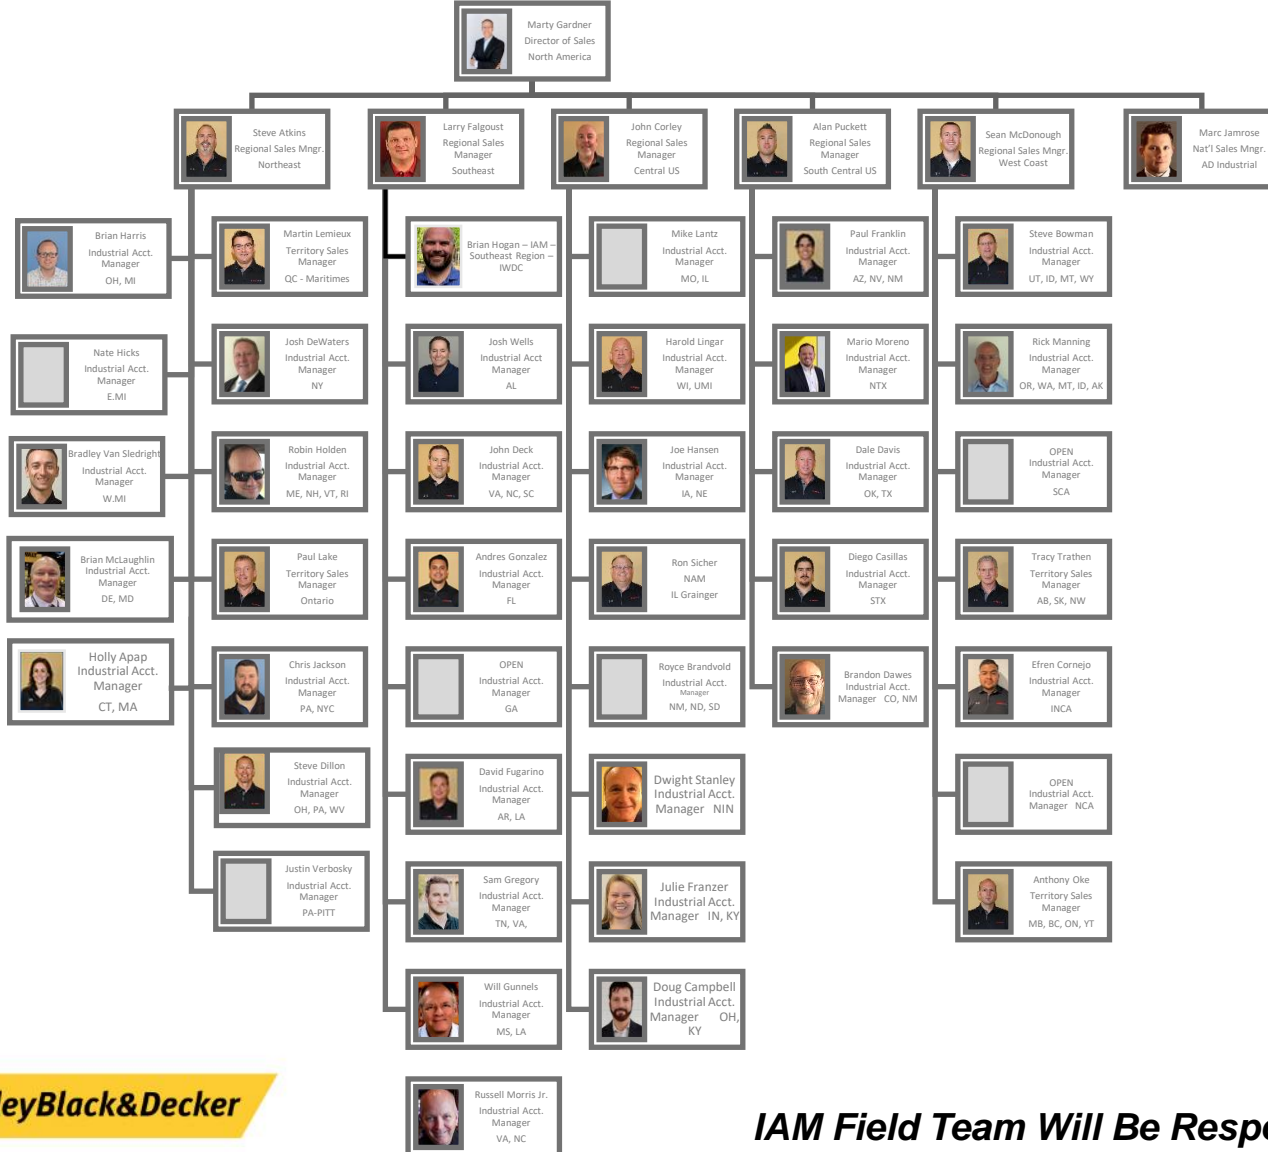 Marty Gardner
Director of Sales
North America
Steve Atkins
Regional Sales Mngr.
Northeast
Larry Falgoust
Regional Sales
Manager
Southeast
John Corley
Regional Sales
Manager
Central US
Alan Puckett
Regional Sales
Manager
South Central US
Sean McDonough
Regional Sales Mngr.
West Coast
Marc Jamrose
Nat'l Sales Mngr.
AD Industrial
Brian Harris
Industrial Acct.
Manager
OH, MI
Martin Lemieux
Territory Sales
Manager
QC - Maritimes
Brian Hogan – IAM –
Southeast Region –
IWDC
Mike Lantz
Industrial Acct.
Manager
MO, IL
Paul Franklin
Industrial Acct.
Manager
AZ, NV, NM
Steve Bowman
Industrial Acct.
Manager
UT, ID, MT, WY
Nate Hicks
Industrial Acct.
Manager
E.MI
Josh DeWaters
Industrial Acct.
Manager
NY
Josh Wells
Industrial Acct
Manager
AL
Harold Lingar
Industrial Acct.
Manager
WI, UMI
Mario Moreno
Industrial Acct.
Manager
NTX
Rick Manning
Industrial Acct.
Manager
OR, WA, MT, ID, AK
Bradley Van Sledright
Industrial Acct.
Manager
W.MI
Robin Holden
Industrial Acct.
Manager
ME, NH, VT, RI
John Deck
Industrial Acct.
Manager
VA, NC, SC
Joe Hansen
Industrial Acct.
Manager
IA, NE
Dale Davis
Industrial Acct.
Manager
OK, TX
OPEN
Industrial Acct.
Manager
SCA
Brian McLaughlin
Industrial Acct.
Manager
DE, MD
Paul Lake
Territory Sales
Manager
Ontario
Andres Gonzalez
Industrial Acct.
Manager
FL
Ron Sicher
NAM
IL Grainger
Diego Casillas
Industrial Acct.
Manager
STX
Tracy Trathen
Territory Sales
Manager
AB, SK, NW
Holly Apap
Industrial Acct.
Manager
CT, MA
Chris Jackson
Industrial Acct.
Manager
PA, NYC
OPEN
Industrial Acct.
Manager
GA
Royce Brandvold
Industrial Acct.
Manager
NM, ND, SD
Brandon Dawes
Industrial Acct.
Manager CO, NM
Efren Cornejo
Industrial Acct.
Manager
INCA
Steve Dillon
Industrial Acct.
Manager
OH, PA, WV
David Fugarino
Industrial Acct.
Manager
AR, LA
Dwight Stanley
Industrial Acct.
Manager NIN
OPEN
Industrial Acct.
Manager NCA
Justin Verbosky
Industrial Acct.
Manager
PA-PITT
Sam Gregory
Industrial Acct.
Manager
TN, VA,
Julie Franzer
Industrial Acct.
Manager IN, KY
Anthony Oke
Territory Sales
Manager
MB, BC, ON, YT
Will Gunnels
Industrial Acct.
Manager
MS, LA
Doug Campbell
Industrial Acct.
Manager OH,
KY
Russell Morris Jr.
Industrial Acct.
Manager
VA, NC
leyBlack&Decker
IAM Field Team Will Be Respo